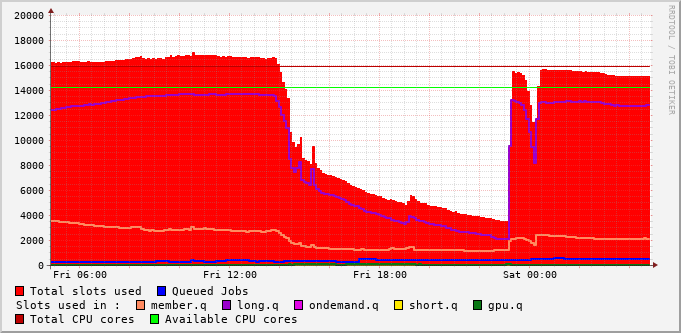 RRDTOOL / TOBI OETIKER
20000
18000
16000
14000
12000
10000
8000
6000
4000
2000
0
Fri 06:00 Fri 12:00 Fri 18:00 Sat 00:00
Total slots used Queued Jobs
Slots used in : member.q long.q ondemand.q short.q gpu.q
Total CPU cores Available CPU cores